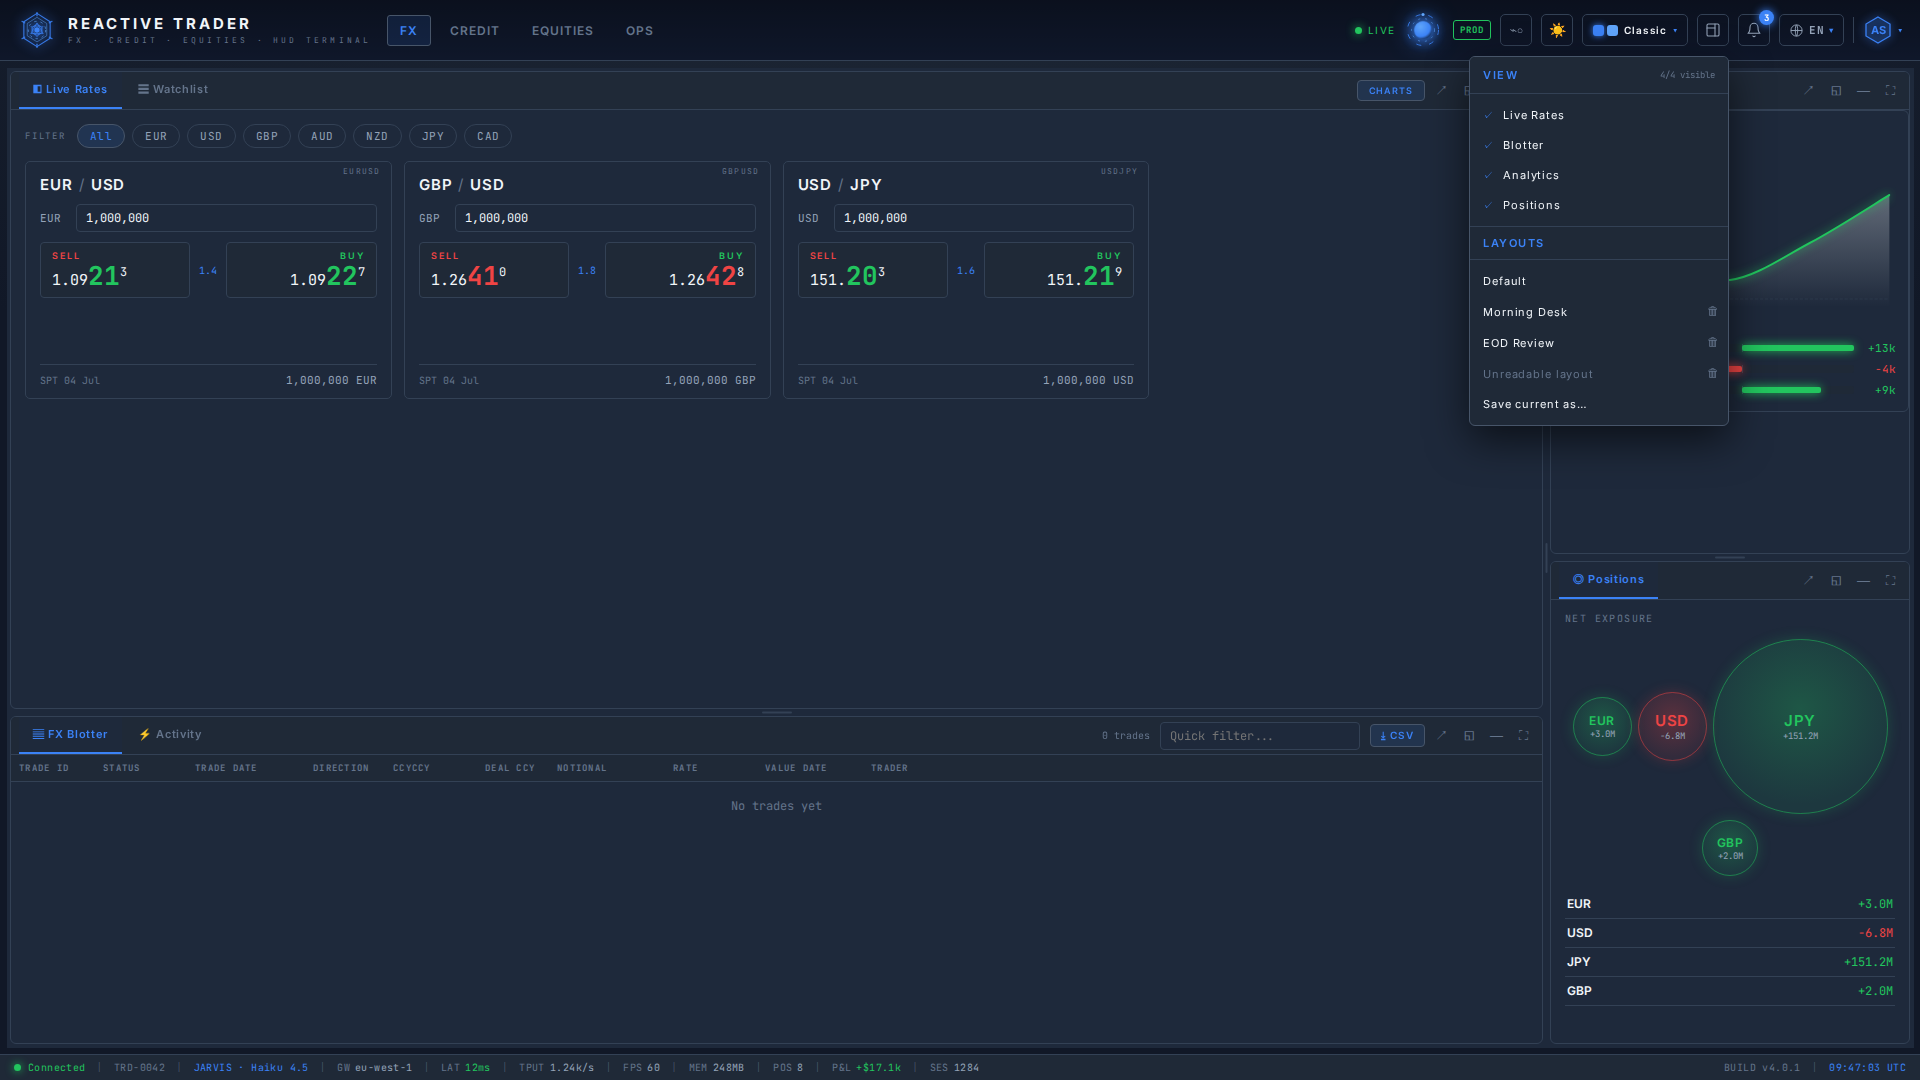 REACTIVE TRADER
FX · CREDIT · EQUITIES · HUD TERMINAL
FX
CREDIT
EQUITIES
OPS
LIVE
PROD
Classic
3
EN
AS
Live Rates
Watchlist
CHARTS
FILTER
All
EUR
USD
GBP
AUD
NZD
JPY
CAD
EURUSD
EUR / USD
EUR
1,000,000
SELL
1.09213
1.4
BUY
1.09227
SPT 04 Jul
1,000,000 EUR
GBPUSD
GBP / USD
GBP
1,000,000
SELL
1.26410
1.8
BUY
1.26428
SPT 04 Jul
1,000,000 GBP
USDJPY
USD / JPY
USD
1,000,000
SELL
151.203
1.6
BUY
151.219
SPT 04 Jul
1,000,000 USD
VIEW
4/4 visible
✓ Live Rates
✓ Blotter
✓ Analytics
✓ Positions
LAYOUTS
Default
Morning Desk
EOD Review
Unreadable layout
Save current as...
+13k
-4k
+9k
FX Blotter
Activity
0 trades
Quick filter...
CSV
TRADE ID
STATUS
TRADE DATE
DIRECTION
CCYCCY
DEAL CCY
NOTIONAL
RATE
VALUE DATE
TRADER
No trades yet
Positions
NET EXPOSURE
EUR
+3.0M
USD
-6.8M
JPY
+151.2M
GBP
+2.0M
EUR +3.0M
USD -6.8M
JPY +151.2M
GBP +2.0M
Connected
TRD-0042
JARVIS · Haiku 4.5
GW eu-west-1
LAT 12ms
TPUT 1.24k/s
FPS 60
MEM 248MB
POS 8
P&L +$17.1k
SES 1284
BUILD v4.0.1
09:47:03 UTC